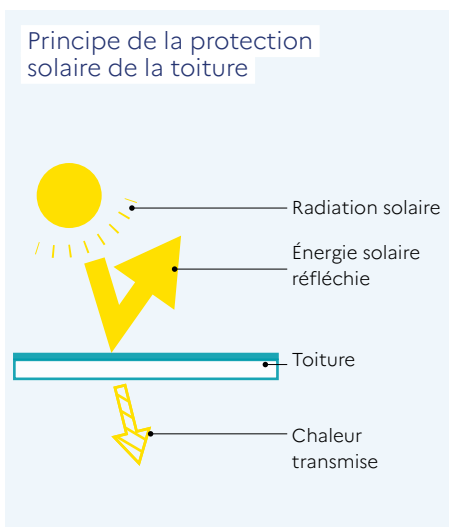 Principe de la protection
solaire de la toiture
Radiation solaire
Énergie solaire
réfléchie
Toiture
Chaleur
transmise